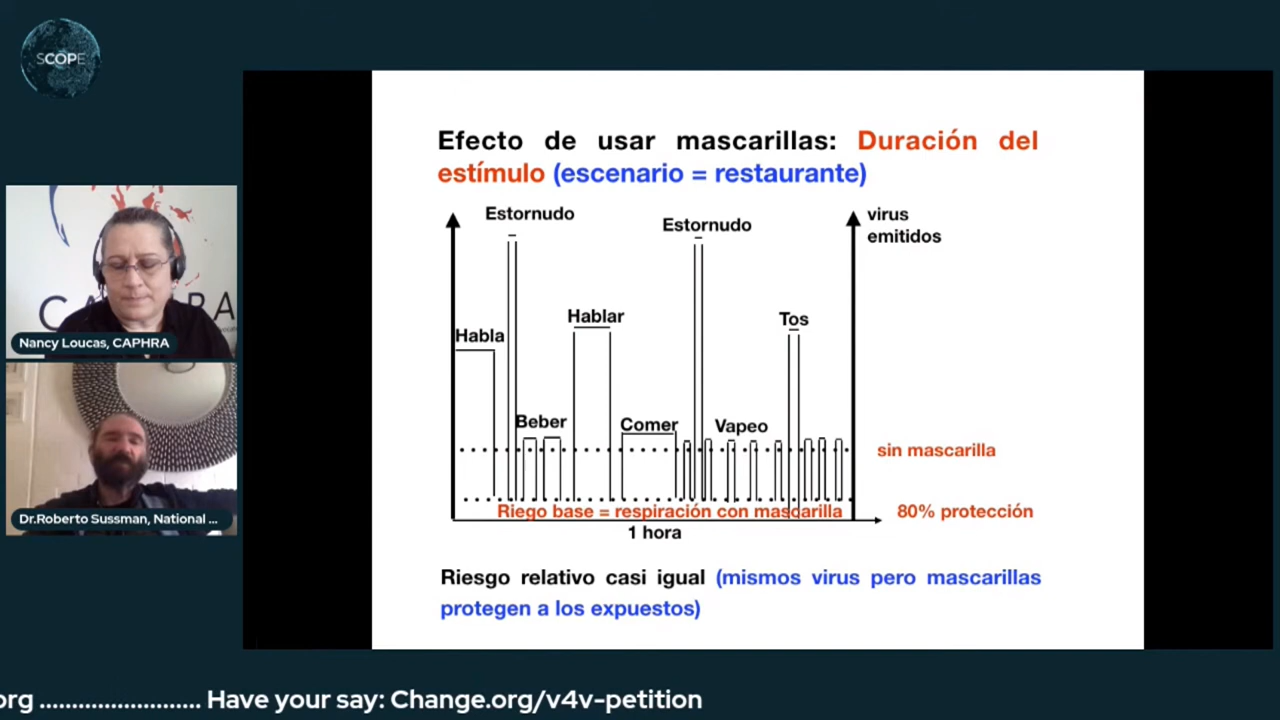 SCOPE
Efecto de usar mascarillas: Duración del
estímulo (escenario = restaurante)
Estornudo
Estornudo
virus
emitidos
Habla
Hablar
Tos
Beber
Comer
Vapeo
sin mascarilla
Riego base = respiración con mascarilla
80% protección
1 hora
Riesgo relativo casi igual (mismos virus pero mascarillas
protegen a los expuestos)
Nancy Loucas, CAPHRA
Dr.Roberto Sussman, National ...
org ......................... Have your say: Change.org/v4v-petition